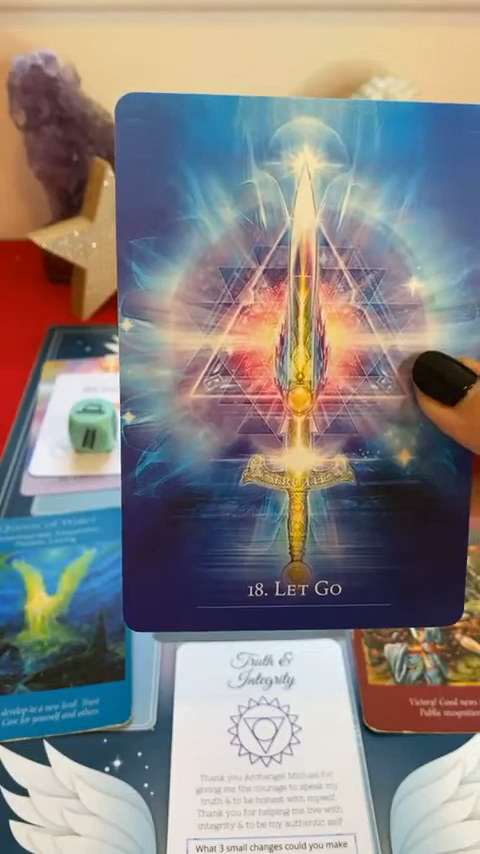 18. Let Go
Queen of Water
develop to a new level. Trust
Care for yourself and others
Truth &
Integrity
Thank you Archangel Michael for
giving me the courage to speak my
truth & to be honest with myself.
Thank you for helping me live with
integrity & to be my authentic self
What 3 small changes could you make
Victory! Good news
Public recognition